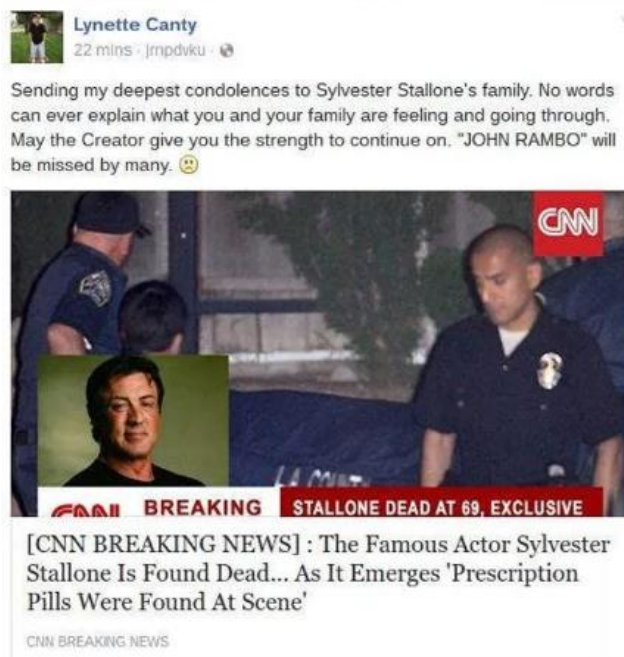 Lynette Canty
22 mins · Jrnpdvku ·
Sending my deepest condolences to Sylvester Stallone's family. No words
can ever explain what you and your family are feeling and going through.
May the Creator give you the strength to continue on. "JOHN RAMBO" will
be missed by many.
CNN
L A COUNTY
CNN BREAKING STALLONE DEAD AT 69, EXCLUSIVE
[CNN BREAKING NEWS] : The Famous Actor Sylvester
Stallone Is Found Dead... As It Emerges 'Prescription
Pills Were Found At Scene'
CNN BREAKING NEWS